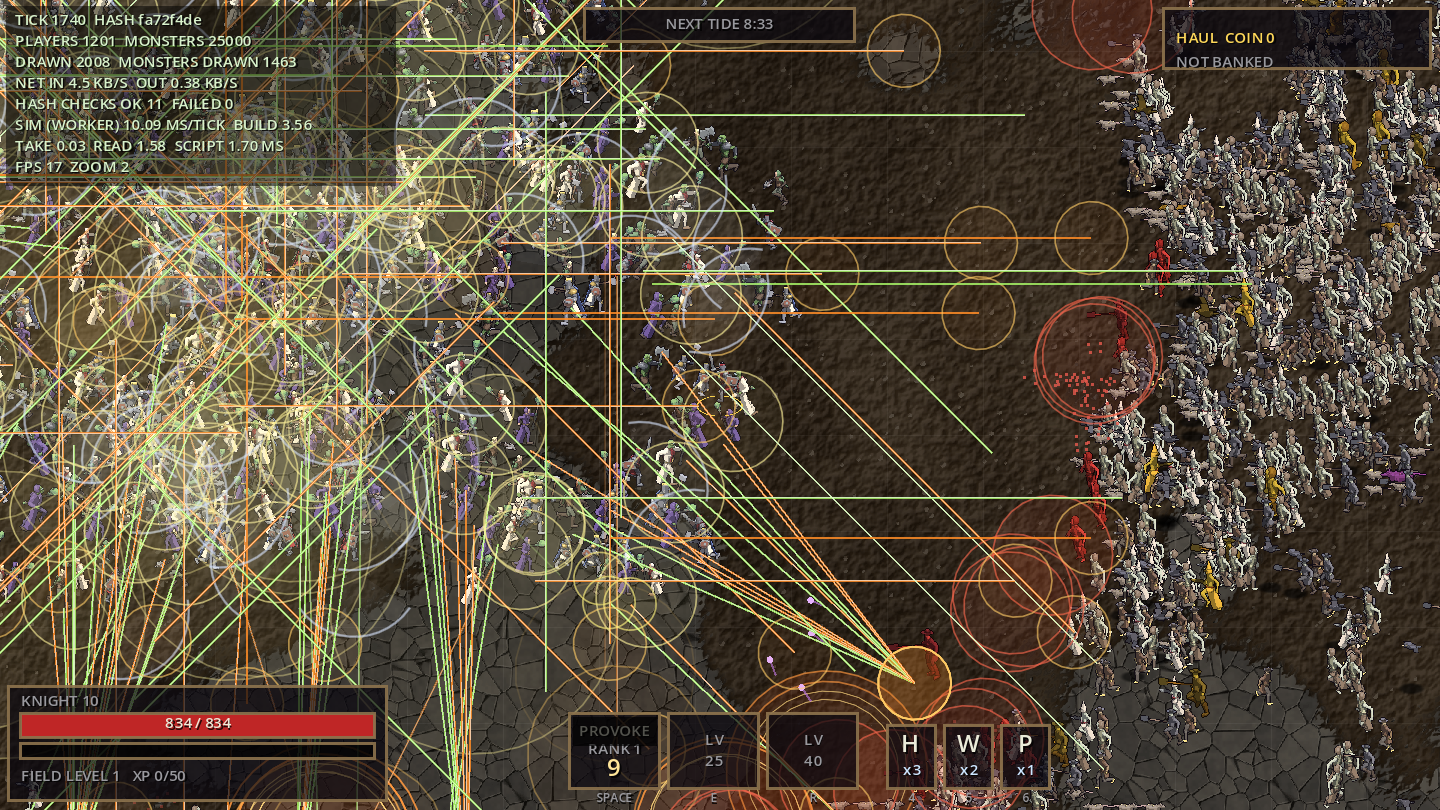 TICK 1740 HASH fa72f4de
PLAYERS 1201 MONSTERS 25000
DRAWN 2008 MONSTERS DRAWN 1463
NET IN 4.5 KB/S OUT 0.38 KB/S
HASH CHECKS OK 11 FAILED 0
SIM (WORKER) 10.09 MS/TICK BUILD 3.56
TAKE 0.03 READ 1.58 SCRIPT 1.70 MS
FPS 17 ZOOM 2
NEXT TIDE 8:33
HAUL COIN 0
NOT BANKED
KNIGHT 10
834 / 834
FIELD LEVEL 1 XP 0/50
PROVOKE
RANK 1
9
SPACE
LV
25
E
LV
40
H
x3
W
x2
P
x1
6